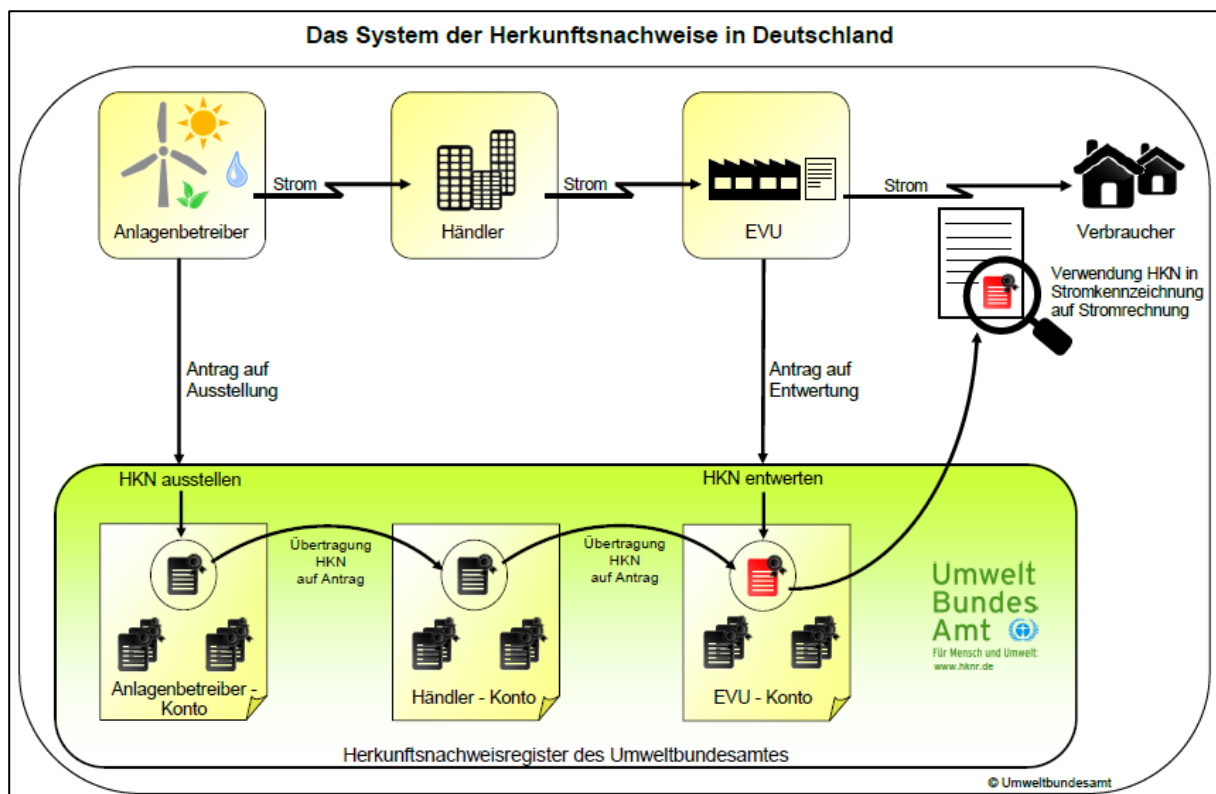 Das System der Herkunftsnachweise in Deutschland
Strom
Strom
Strom
Anlagenbetreiber
Händler
EVU
Verbraucher
Verwendung HKN in
Stromkennzeichnung
auf Stromrechnung
Antrag auf
Ausstellung
Antrag auf
Entwertung
HKN ausstellen
HKN entwerten
Übertragung
HKN
auf Antrag
Übertragung
HKN
auf Antrag
Umwelt
Bundes
Amt
Für Mensch und Umwelt:
www.hknr.de
Anlagenbetreiber -
Konto
Händler - Konto
EVU - Konto
Herkunftsnachweisregister des Umweltbundesamtes
© Umweltbundesamt